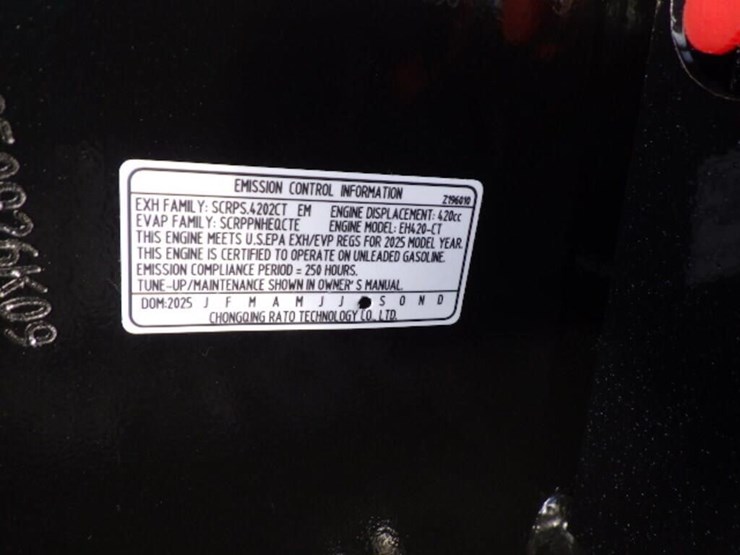 EMISSION CONTROL INFORMATION
Z196010
EXH FAMILY: SCRPS.4202CT EM ENGINE DISPLACEMENT: 420cc
EVAP FAMILY: SCRPPNHEQCTE ENGINE MODEL: EH420-CT
THIS ENGINE MEETS U.S.EPA EXH/EVP REGS FOR 2025 MODEL YEAR.
THIS ENGINE IS CERTIFIED TO OPERATE ON UNLEADED GASOLINE.
EMISSION COMPLIANCE PERIOD = 250 HOURS.
TUNE-UP/MAINTENANCE SHOWN IN OWNER'S MANUAL.
DOM:2025 J F M A M J J S O N D
CHONGQING RATO TECHNOLOGY CO., LTD.